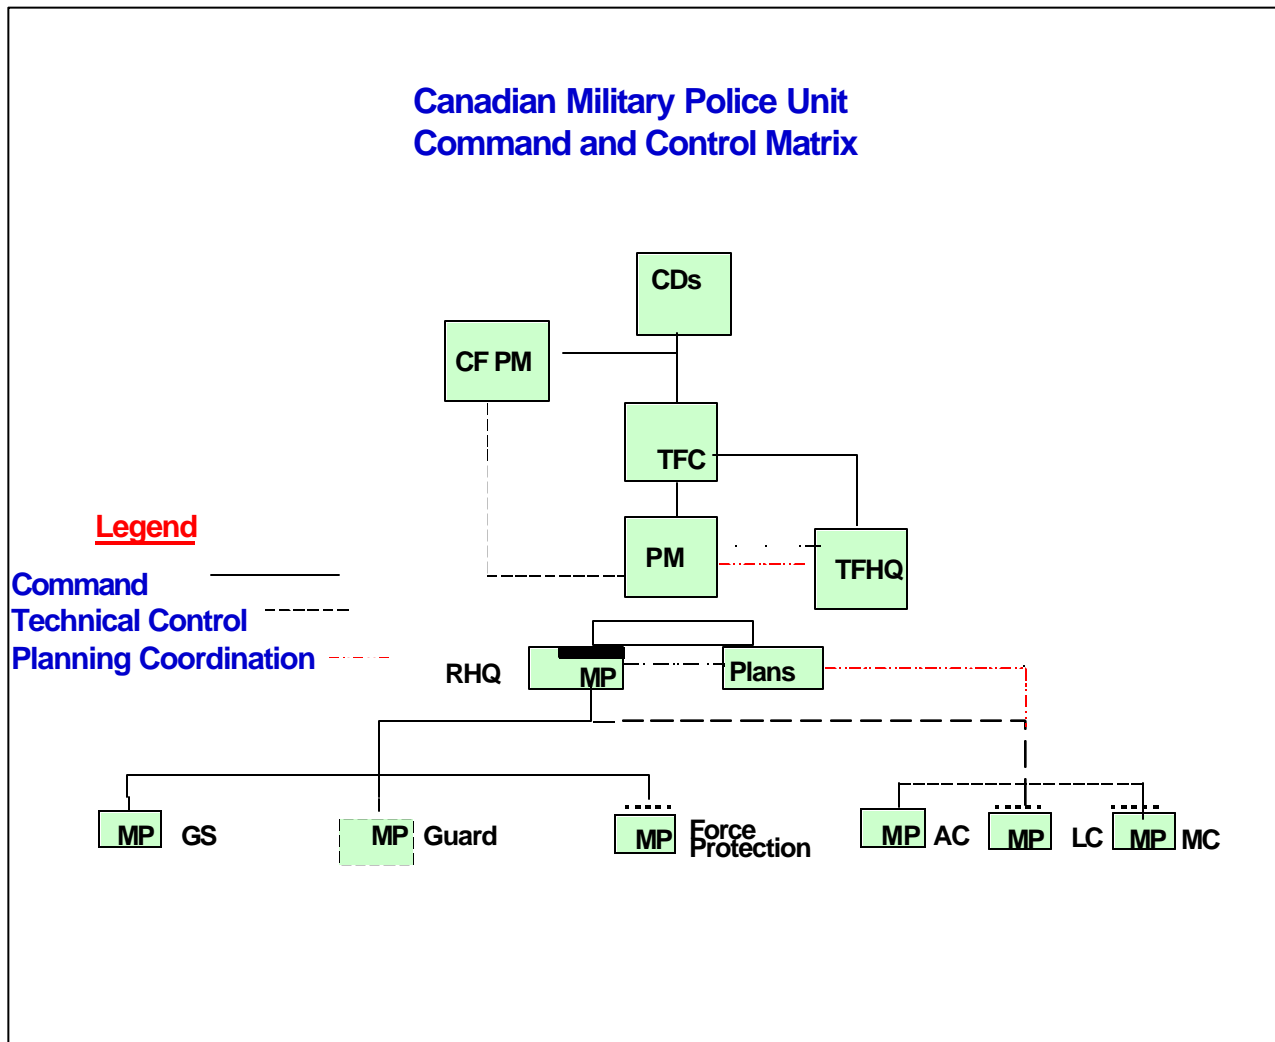 Canadian Military Police Unit
Command and Control Matrix
CDs
CF PM
TFC
Legend
PM
TFHQ
Command
Technical Control
Planning Coordination
RHQ
MP
Plans
MP GS
MP Guard
MP Force
Protection
MP AC
MP LC
MP MC